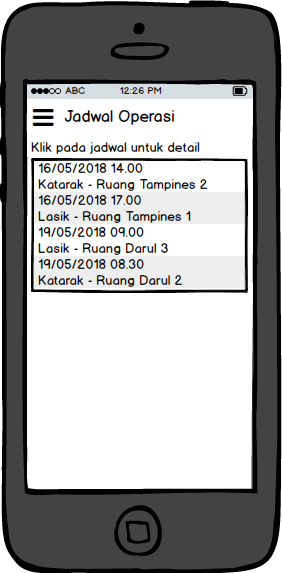 ABC 12:26 PM
Jadwal Operasi
Klik pada jadwal untuk detail
16/05/2018 14.00
Katarak - Ruang Tampines 2
16/05/2018 17.00
Lasik - Ruang Tampines 1
19/05/2018 09.00
Lasik - Ruang Darul 3
19/05/2018 08.30
Katarak - Ruang Darul 2